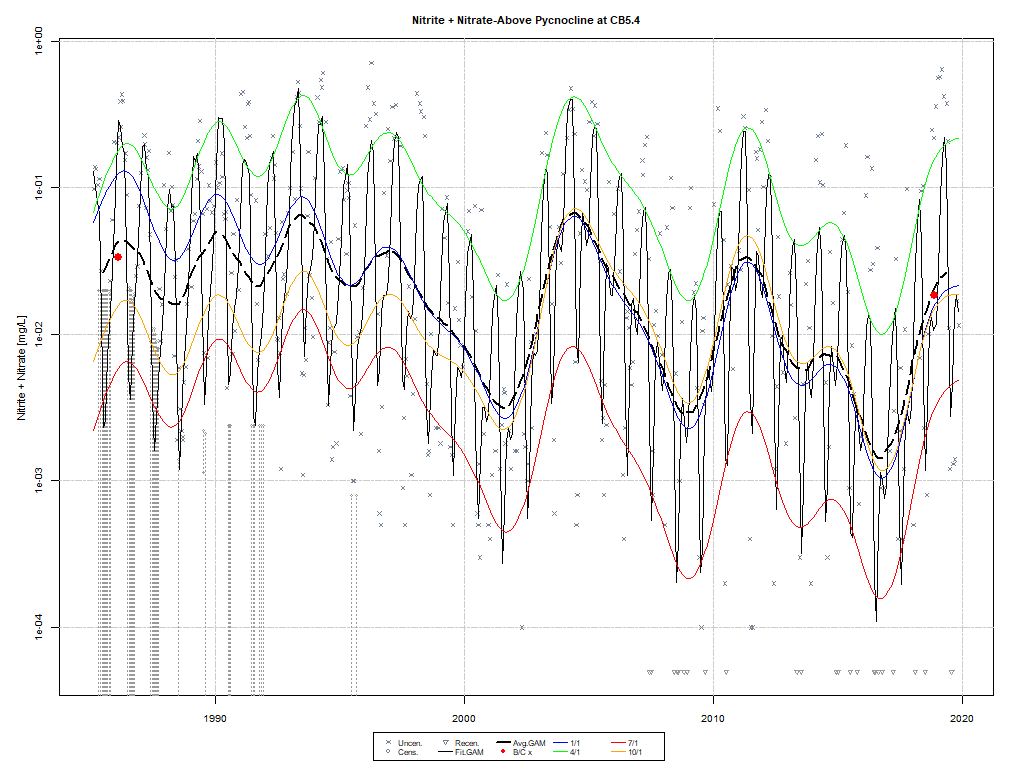 Nitrite + Nitrate-Above Pycnocline at CB5.4
Nitrite + Nitrate [mg/L]
1e+00
1e-01
1e-02
1e-03
1e-04
1990 2000 2010 2020
Uncen. Recen. Avg.GAM 1/1 7/1
Cens. Fit.GAM B/C x 4/1 10/1